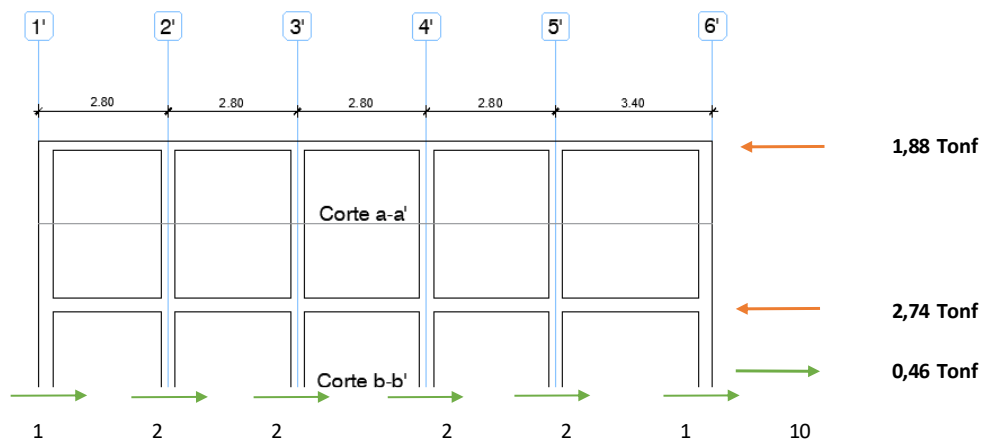 1' 2' 3' 4' 5' 6'
2.80 2.80 2.80 2.80 3.40
1,88 Tonf
Corte a-a'
2,74 Tonf
0,46 Tonf
Corte b-b'
1 2 2 2 2 1 10